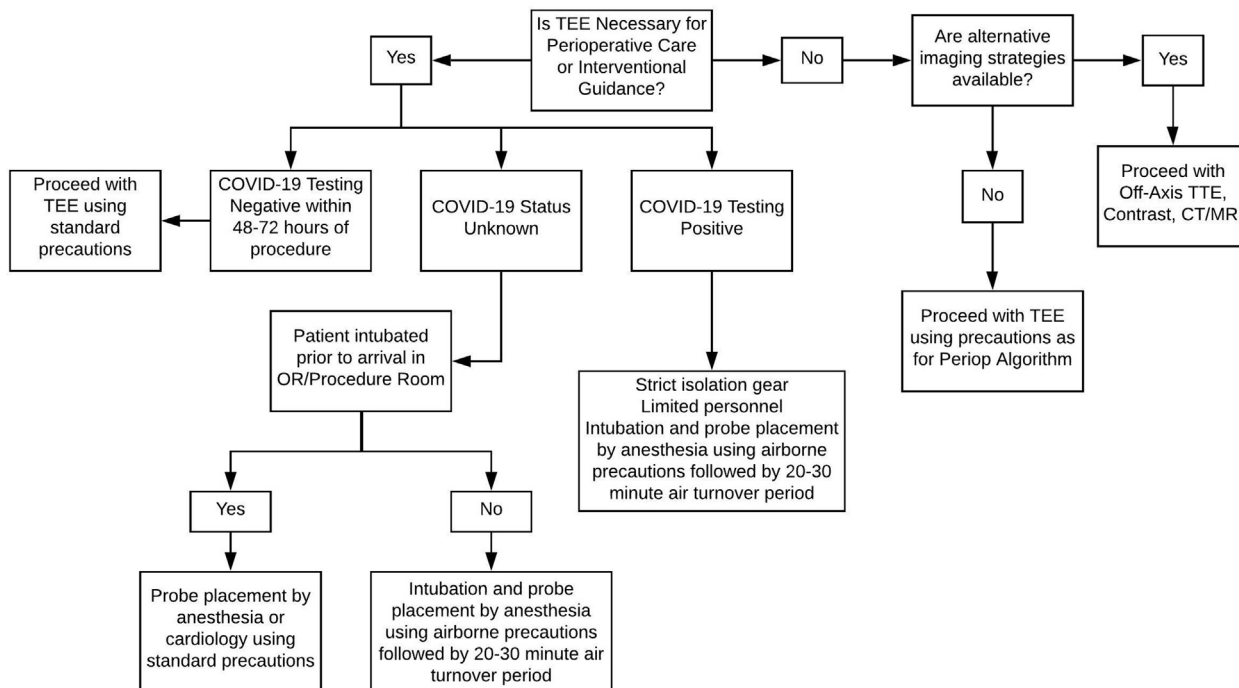 Is TEE Necessary for
Perioperative Care
or Interventional
Guidance?
Yes
No
Are alternative
imaging strategies
available?
Yes
Proceed with
TEE using
standard
precautions
COVID-19 Testing
Negative within
48-72 hours of
procedure
COVID-19 Status
Unknown
COVID-19 Testing
Positive
No
Proceed with
Off-Axis TTE,
Contrast, CT/MR
Patient intubated
prior to arrival in
OR/Procedure Room
Proceed with TEE
using precautions as
for Periop Algorithm
Strict isolation gear
Limited personnel
Intubation and probe placement
by anesthesia using airborne
precautions followed by 20-30
minute air turnover period
Yes
No
Probe placement by
anesthesia or
cardiology using
standard precautions
Intubation and probe
placement by anesthesia
using airborne precautions
followed by 20-30 minute air
turnover period